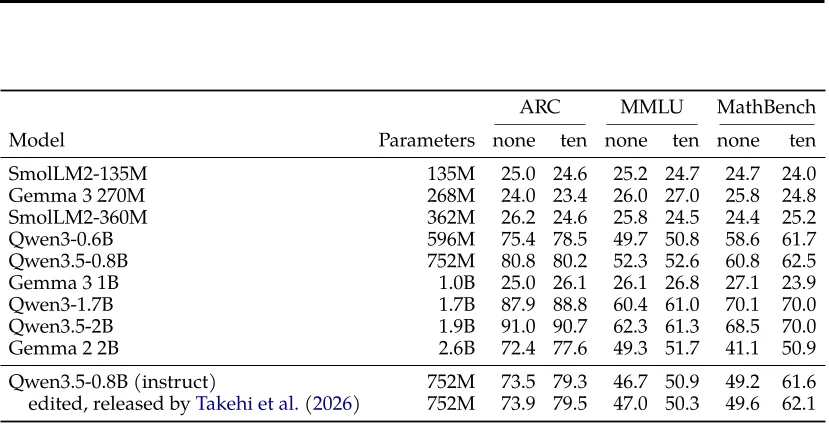 ARC MMLU MathBench
Model Parameters none ten none ten none ten
SmolLM2-135M 135M 25.0 24.6 25.2 24.7 24.7 24.0
Gemma 3 270M 268M 24.0 23.4 26.0 27.0 25.8 24.8
SmolLM2-360M 362M 26.2 24.6 25.8 24.5 24.4 25.2
Qwen3-0.6B 596M 75.4 78.5 49.7 50.8 58.6 61.7
Qwen3.5-0.8B 752M 80.8 80.2 52.3 52.6 60.8 62.5
Gemma 3 1B 1.0B 25.0 26.1 26.1 26.8 27.1 23.9
Qwen3-1.7B 1.7B 87.9 88.8 60.4 61.0 70.1 70.0
Qwen3.5-2B 1.9B 91.0 90.7 62.3 61.3 68.5 70.0
Gemma 2 2B 2.6B 72.4 77.6 49.3 51.7 41.1 50.9
Qwen3.5-0.8B (instruct) 752M 73.5 79.3 46.7 50.9 49.2 61.6
edited, released by Takehi et al. (2026) 752M 73.9 79.5 47.0 50.3 49.6 62.1